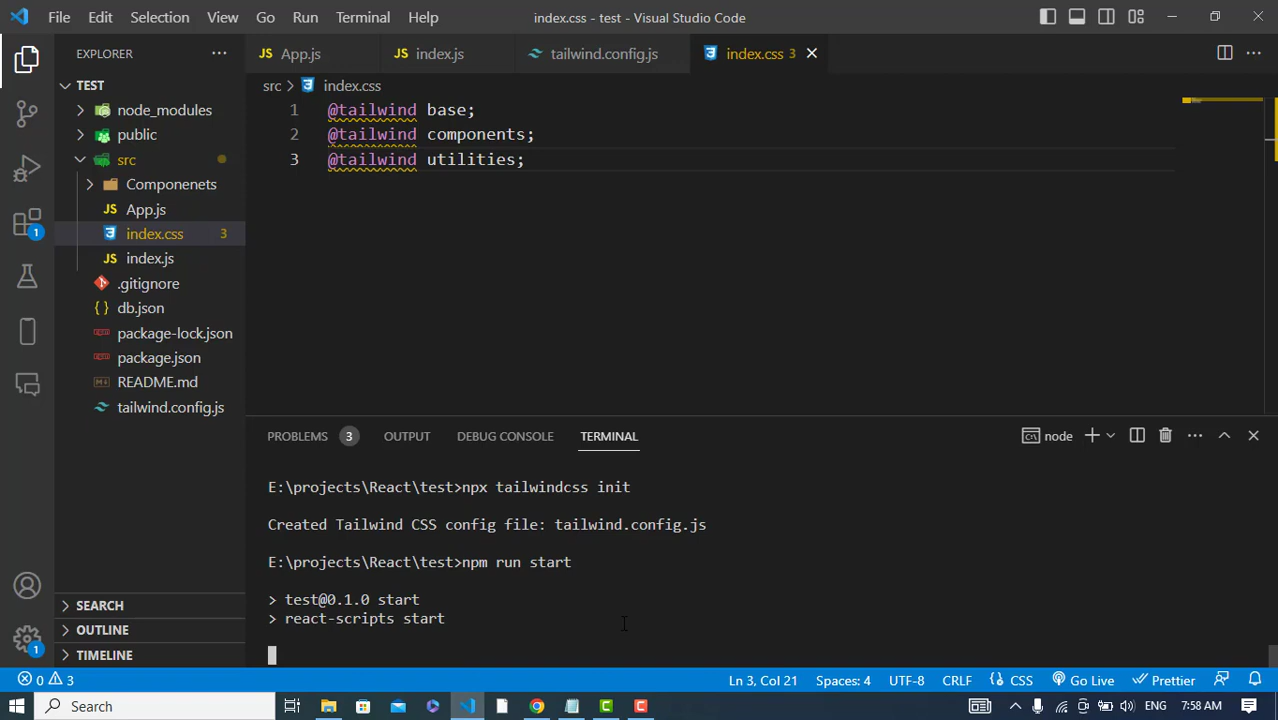 File Edit Selection View Go Run Terminal Help index.css - test - Visual Studio Code
EXPLORER
TEST
node_modules
public
src
Componenets
JS App.js
index.css 3
JS index.js
.gitignore
{ } db.json
package-lock.json
package.json
README.md
tailwind.config.js
SEARCH
OUTLINE
TIMELINE
1
1
JS App.js JS index.js tailwind.config.js index.css 3
src index.css
1 @tailwind base;
2 @tailwind components;
3 @tailwind utilities;
PROBLEMS 3 OUTPUT DEBUG CONSOLE TERMINAL node
E:\projects\React\test>npx tailwindcss init
Created Tailwind CSS config file: tailwind.config.js
E:\projects\React\test>npm run start
> test@0.1.0 start
> react-scripts start
0 3 Ln 3, Col 21 Spaces: 4 UTF-8 CRLF {} CSS Go Live Prettier
Search ENG 7:58 AM